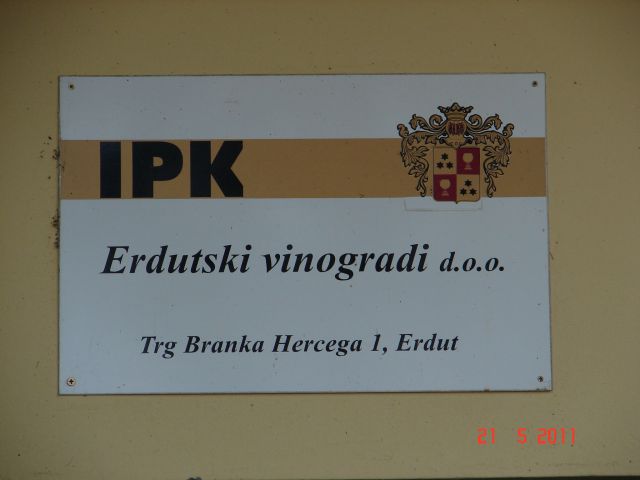 IPK
Erdutski vinogradi d.o.o.
Trg Branka Hercega 1, Erdut
21 5 2011